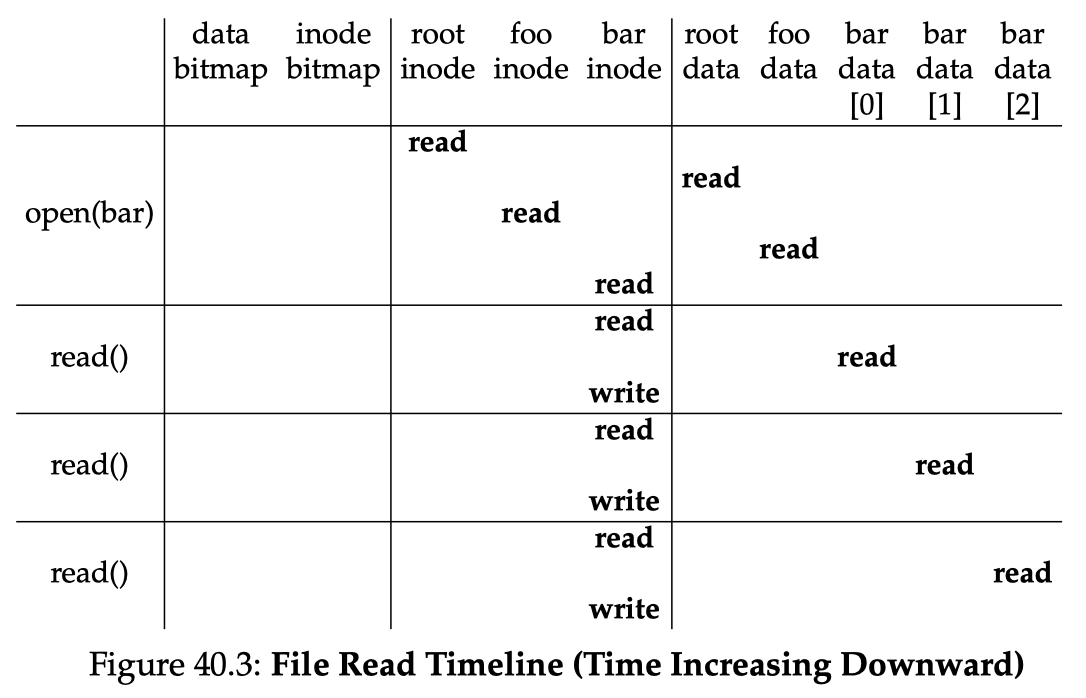 data inode root foo bar root foo bar bar bar
bitmap bitmap inode inode inode data data data data data
[0] [1] [2]
read
read
open(bar) read
read
read
read
read() read
write
read
read() read
write
read
read() read
write
Figure 40.3: File Read Timeline (Time Increasing Downward)